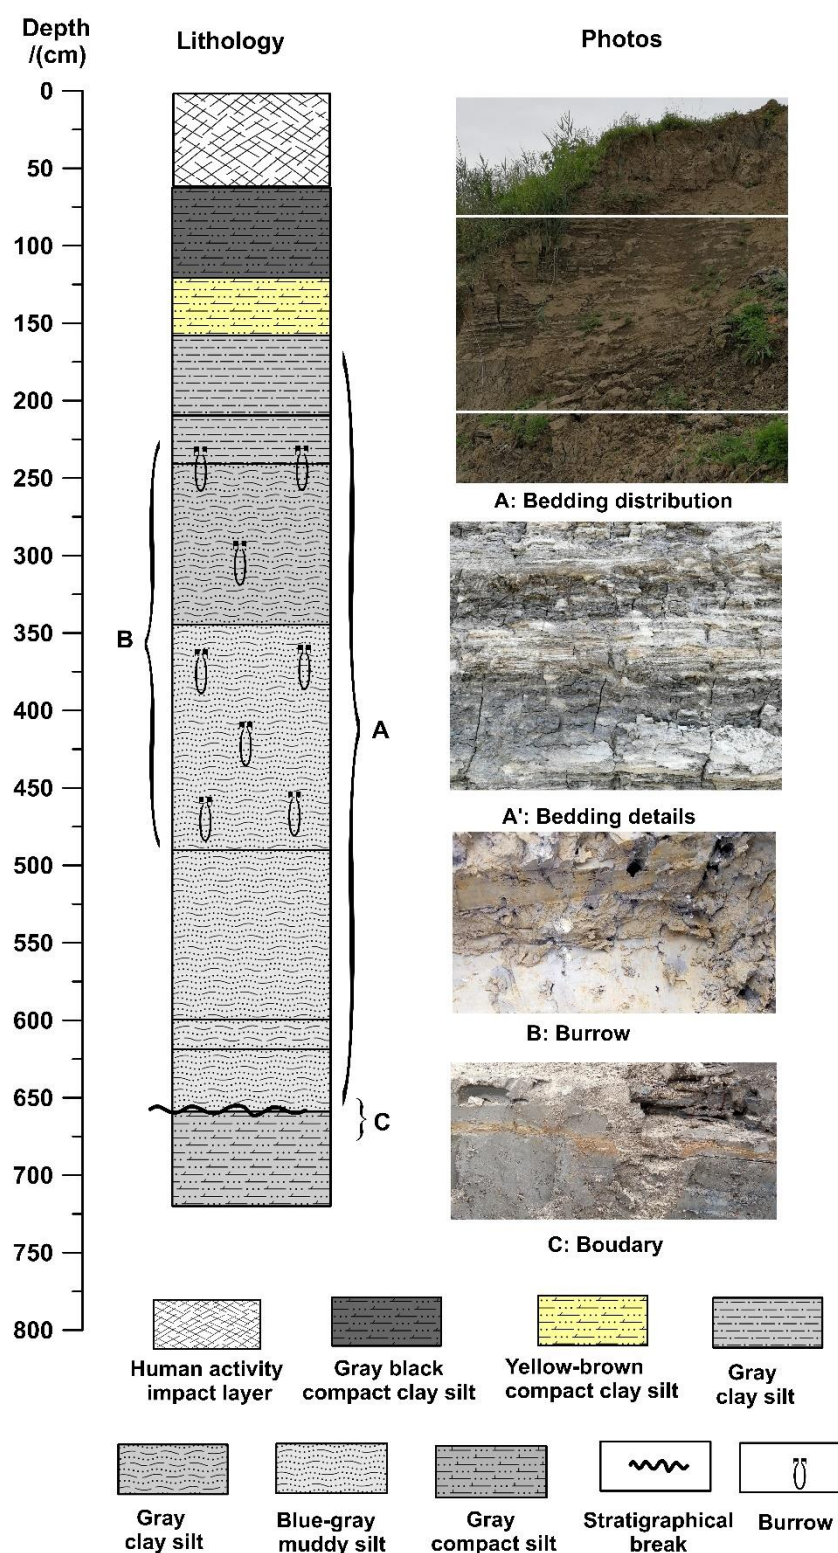 Depth
/(cm)
Lithology
Photos
0
50
100
150
200
250
300
350
400
450
500
550
600
650
700
750
800
B
A
C
A: Bedding distribution
A': Bedding details
B: Burrow
C: Boudary
Human activity
impact layer
Gray black
compact clay silt
Yellow-brown
compact clay silt
Gray
clay silt
Gray
clay silt
Blue-gray
muddy silt
Gray
compact silt
Stratigraphical
break
Burrow